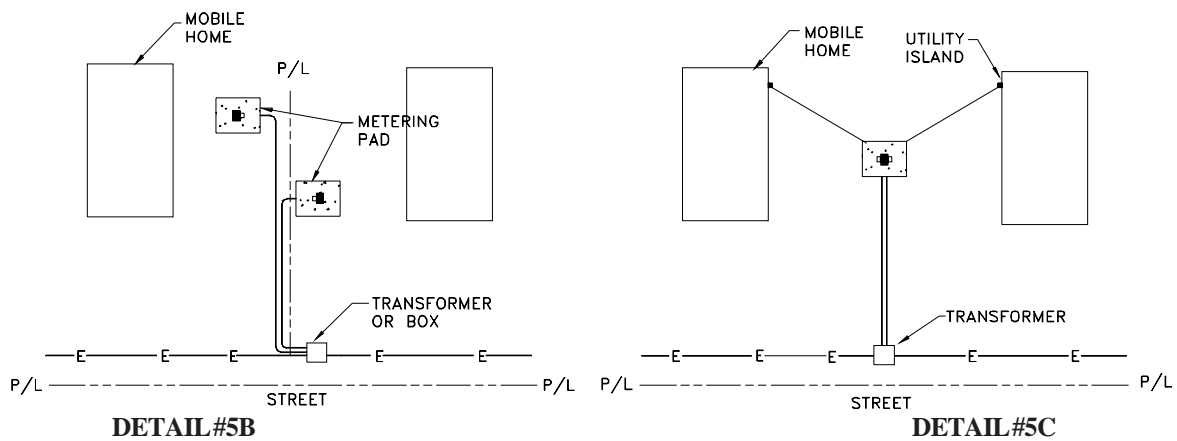 MOBILE
HOME
P/L
METERING
PAD
TRANSFORMER
OR BOX
E E E E E
P/L P/L
STREET
DETAIL #5B
MOBILE
HOME
UTILITY
ISLAND
TRANSFORMER
E E E E E
P/L P/L
STREET
DETAIL #5C